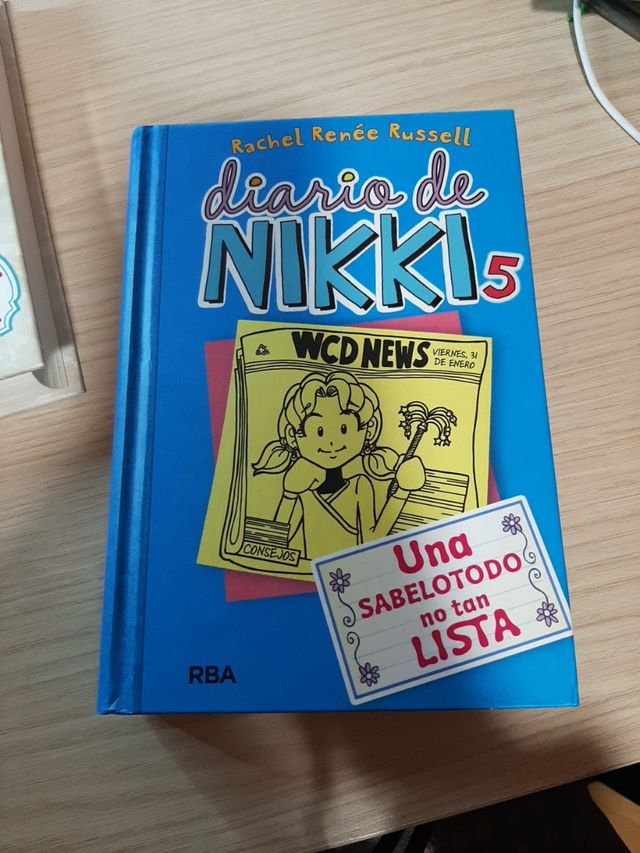 Rachel Renée Russell
diario de
NIKKI 5
WCD NEWS
VIERNES, 31
DE ENERO
CONSEJOS
Una
SABELOTODO
no tan
LISTA
RBA